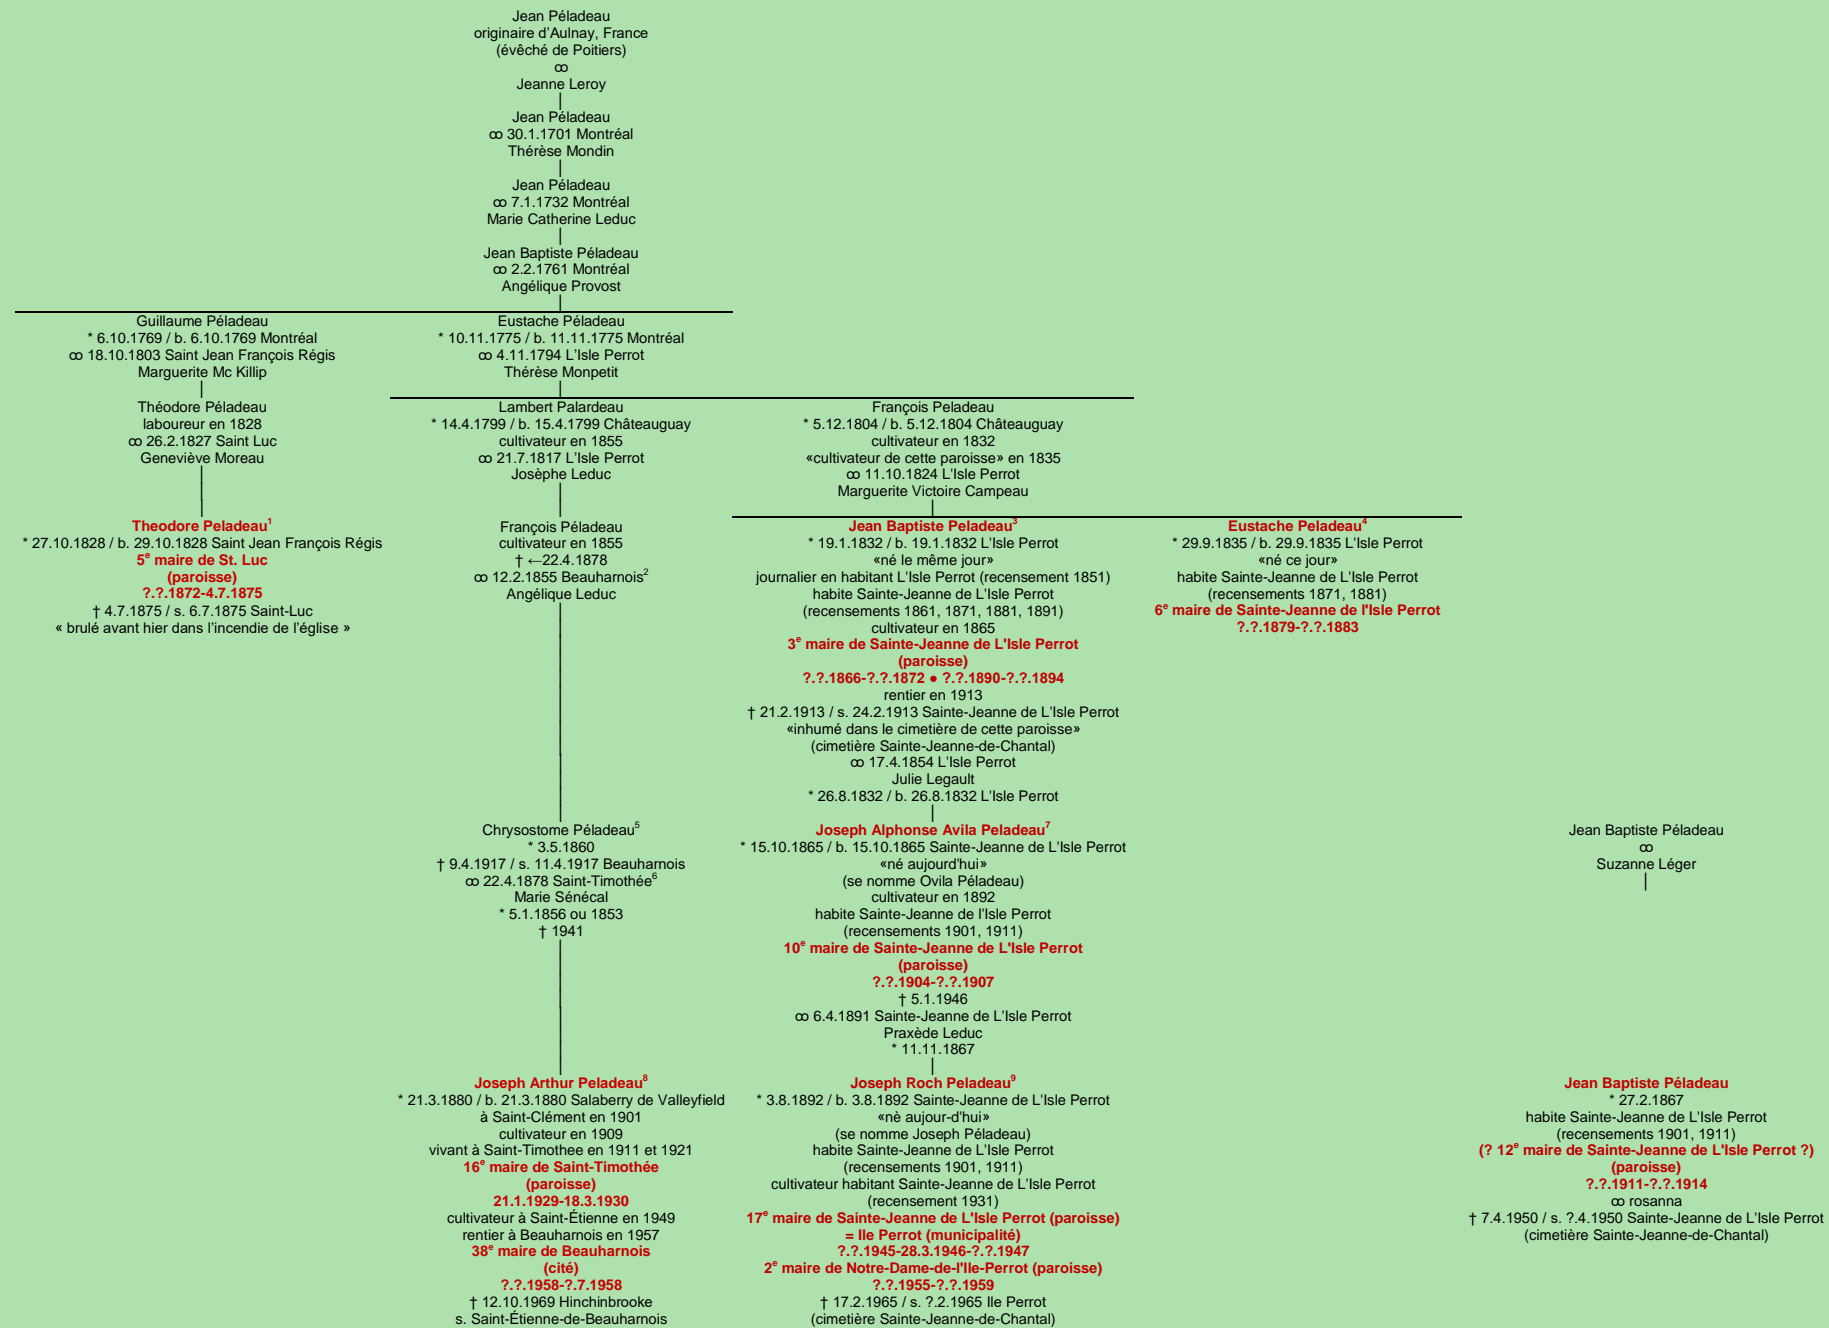 Jean Péladeau
originaire d'Aulnay, France
(évêché de Poitiers)
∞
Jeanne Leroy
Jean Péladeau
∞ 30.1.1701 Montréal
Thérèse Mondin
Jean Péladeau
∞ 7.1.1732 Montréal
Marie Catherine Leduc
Jean Baptiste Péladeau
∞ 2.2.1761 Montréal
Angélique Provost
Guillaume Péladeau
* 6.10.1769 / b. 6.10.1769 Montréal
∞ 18.10.1803 Saint Jean François Régis
Marguerite Mc Killip
Eustache Péladeau
* 10.11.1775 / b. 11.11.1775 Montréal
∞ 4.11.1794 L'Isle Perrot
Thérèse Monpetit
Théodore Péladeau
laboureur en 1828
∞ 26.2.1827 Saint Luc
Geneviève Moreau
Lambert Palardeau
* 14.4.1799 / b. 15.4.1799 Châteauguay
cultivateur en 1855
∞ 21.7.1817 L'Isle Perrot
Josèphe Leduc
François Peladeau
* 5.12.1804 / b. 5.12.1804 Châteauguay
cultivateur en 1832
«cultivateur de cette paroisse» en 1835
∞ 11.10.1824 L'Isle Perrot
Marguerite Victoire Campeau
Theodore Peladeau¹
* 27.10.1828 / b. 29.10.1828 Saint Jean François Régis
5e maire de St. Luc
(paroisse)
?.?.1872-4.7.1875
† 4.7.1875 / s. 6.7.1875 Saint-Luc
« brulé avant hier dans l'incendie de l'église »
François Péladeau
cultivateur en 1855
† ←22.4.1878
∞ 12.2.1855 Beauharnois²
Angélique Leduc
Jean Baptiste Peladeau³
* 19.1.1832 / b. 19.1.1832 L'Isle Perrot
«né le même jour»
journalier en habitant L'Isle Perrot (recensement 1851)
habite Sainte-Jeanne de L'Isle Perrot
(recensements 1861, 1871, 1881, 1891)
cultivateur en 1865
3e maire de Sainte-Jeanne de L'Isle Perrot
(paroisse)
?.?.1866-?.?.1872 ● ?.?.1890-?.?.1894
rentier en 1913
† 21.2.1913 / s. 24.2.1913 Sainte-Jeanne de L'Isle Perrot
«inhumé dans le cimetière de cette paroisse»
(cimetière Sainte-Jeanne-de-Chantal)
∞ 17.4.1854 L'Isle Perrot
Julie Legault
* 26.8.1832 / b. 26.8.1832 L'Isle Perrot
Eustache Peladeau⁴
* 29.9.1835 / b. 29.9.1835 L'Isle Perrot
«né ce jour»
habite Sainte-Jeanne de L'Isle Perrot
(recensements 1871, 1881)
6e maire de Sainte-Jeanne de l'Isle Perrot
?.?.1879-?.?.1883
Chrysostome Péladeau⁵
* 3.5.1860
† 9.4.1917 / s. 11.4.1917 Beauharnois
∞ 22.4.1878 Saint-Timothée⁶
Marie Sénécal
* 5.1.1856 ou 1853
† 1941
Joseph Alphonse Avila Peladeau⁷
* 15.10.1865 / b. 15.10.1865 Sainte-Jeanne de L'Isle Perrot
«né aujourd'hui»
(se nomme Ovila Péladeau)
cultivateur en 1892
habite Sainte-Jeanne de l'Isle Perrot
(recensements 1901, 1911)
10e maire de Sainte-Jeanne de L'Isle Perrot
(paroisse)
?.?.1904-?.?.1907
† 5.1.1946
∞ 6.4.1891 Sainte-Jeanne de L'Isle Perrot
Praxède Leduc
* 11.11.1867
Jean Baptiste Péladeau
∞
Suzanne Léger
Joseph Arthur Peladeau⁸
* 21.3.1880 / b. 21.3.1880 Salaberry de Valleyfield
à Saint-Clément en 1901
cultivateur en 1909
vivant à Saint-Timothee en 1911 et 1921
16e maire de Saint-Timothée
(paroisse)
21.1.1929-18.3.1930
cultivateur à Saint-Étienne en 1949
rentier à Beauharnois en 1957
38e maire de Beauharnois
(cité)
?.?.1958-?.7.1958
† 12.10.1969 Hinchinbrooke
s. Saint-Étienne-de-Beauharnois
Joseph Roch Peladeau⁹
* 3.8.1892 / b. 3.8.1892 Sainte-Jeanne de L'Isle Perrot
«nè aujour-d'hui»
(se nomme Joseph Péladeau)
habite Sainte-Jeanne de L'Isle Perrot
(recensements 1901, 1911)
cultivateur habitant Sainte-Jeanne de L'Isle Perrot
(recensement 1931)
17e maire de Sainte-Jeanne de L'Isle Perrot (paroisse)
= Ile Perrot (municipalité)
?.?.1945-28.3.1946-?.?.1947
2e maire de Notre-Dame-de-l'Ile-Perrot (paroisse)
?.?.1955-?.?.1959
† 17.2.1965 / s. ?.2.1965 Ile Perrot
(cimetière Sainte-Jeanne-de-Chantal)
Jean Baptiste Péladeau
* 27.2.1867
habite Sainte-Jeanne de L'Isle Perrot
(recensements 1901, 1911)
(? 12e maire de Sainte-Jeanne de L'Isle Perrot ?)
(paroisse)
?.?.1911-?.?.1914
∞ rosanna
† 7.4.1950 / s. ?.4.1950 Sainte-Jeanne de L'Isle Perrot
(cimetière Sainte-Jeanne-de-Chantal)